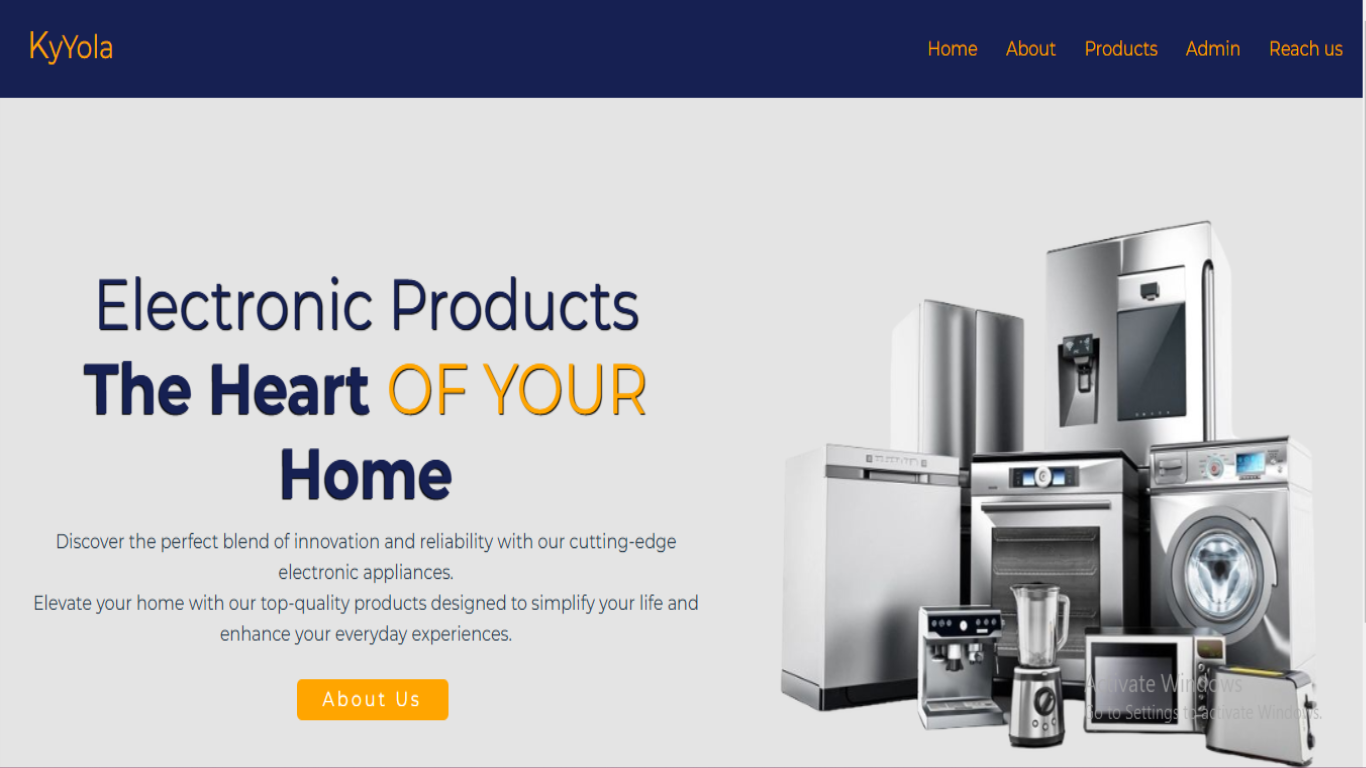 KyYola
Home About Products Admin Reach us
Electronic Products
The Heart OF YOUR
Home
Discover the perfect blend of innovation and reliability with our cutting-edge
electronic appliances.
Elevate your home with our top-quality products designed to simplify your life and
enhance your everyday experiences.
About Us
Activate Windows
Go to Settings to activate Windows.